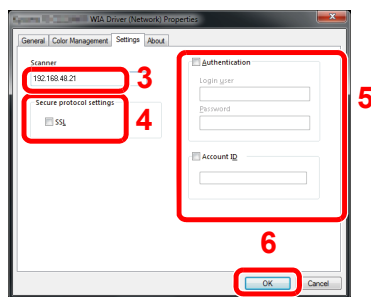 Kyocera WIA Driver (Network) Properties
General Color Management Settings About
Scanner
192.168.48.21
3
Secure protocol settings
SSL
4
Authentication
Login user
Password
Account ID
5
6
OK Cancel